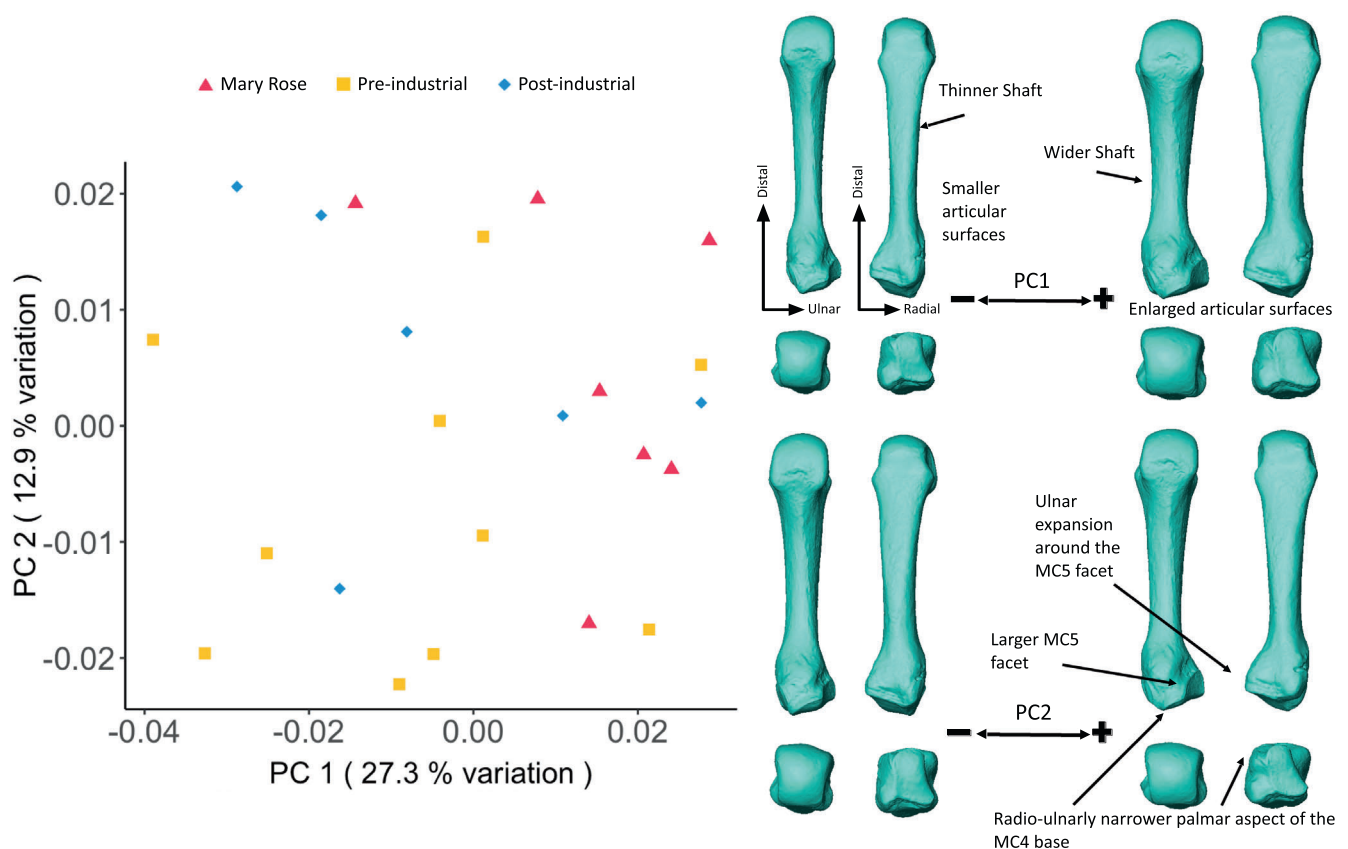 Mary Rose
Pre-industrial
Post-industrial
0.02
0.01
0.00
-0.01
-0.02
PC 2 ( 12.9 % variation )
-0.04
-0.02
0.00
0.02
PC 1 ( 27.3 % variation )
Thinner Shaft
Wider Shaft
Distal
Distal
Smaller
articular
surfaces
Ulnar
Radial
PC1
Enlarged articular surfaces
Ulnar
expansion
around the
MC5 facet
Larger MC5
facet
PC2
Radio-ulnarly narrower palmar aspect of the
MC4 base